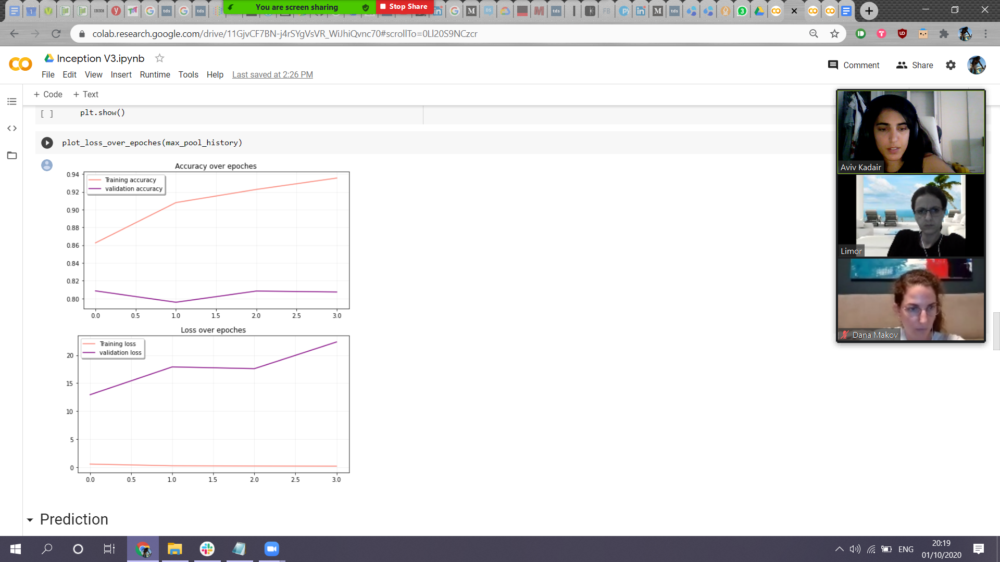 You are screen sharing
Stop Share
colab.research.google.com/drive/11GjvCF7BN-j4rSYgVsVR_WiJhiQvnc70#scrollTo=0Ll20S9NCzcr
Inception V3.ipynb
File Edit View Insert Runtime Tools Help Last saved at 2:26 PM
Comment Share
+ Code + Text
[ ] plt.show()
plot_loss_over_epoches(max_pool_history)
Accuracy over epoches
Training accuracy
validation accuracy
0.94
0.92
0.90
0.88
0.86
0.84
0.82
0.80
0.0 0.5 1.0 1.5 2.0 2.5 3.0
Loss over epoches
Training loss
validation loss
20
15
10
5
0
0.0 0.5 1.0 1.5 2.0 2.5 3.0
Prediction
Aviv Kadair
Limor
Dana Makov
ENG
20:19
01/10/2020